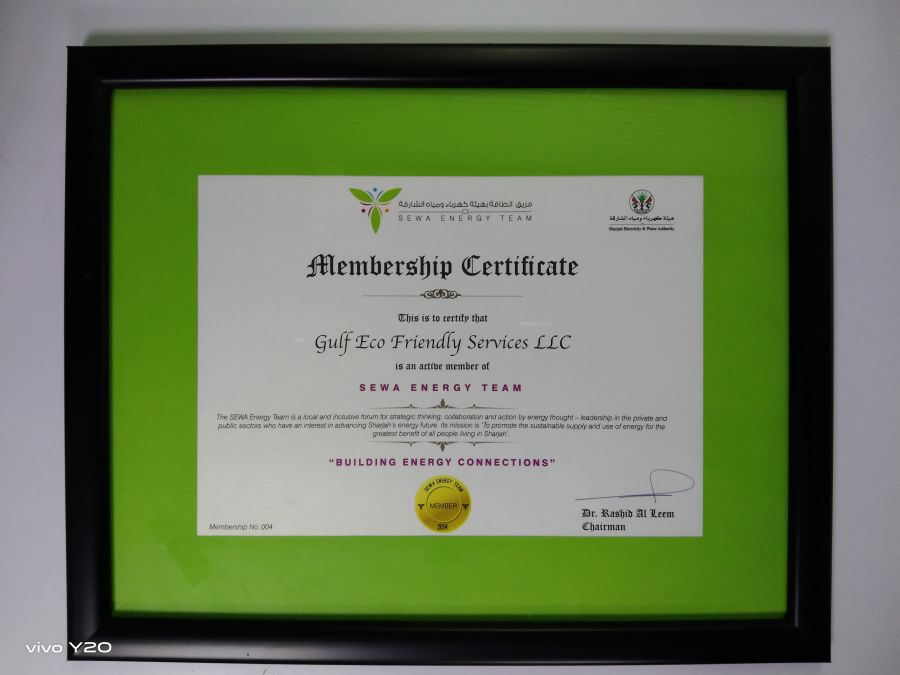 فريق الطاقة بهيئة كهرباء ومياه الشارقة
SEWA ENERGY TEAM
هيئة كهرباء ومياه الشارقة
Sharjah Electricity & Water Authority
Membership Certificate
This is to certify that
Gulf Eco Friendly Services LLC
is an active member of
SEWA ENERGY TEAM
The SEWA Energy Team is a local and inclusive forum for strategic thinking, collaboration and action by energy thought – leadership in the private and
public sectors who have an interest in advancing Sharjah's energy future. Its mission is 'To promote the sustainable supply and use of energy for the
greatest benefit of all people living in Sharjah'.
"BUILDING ENERGY CONNECTIONS"
SEWA ENERGY TEAM
MEMBER
2014
Dr. Rashid Al Leem
Chairman
Membership No: 004
vivo Y20